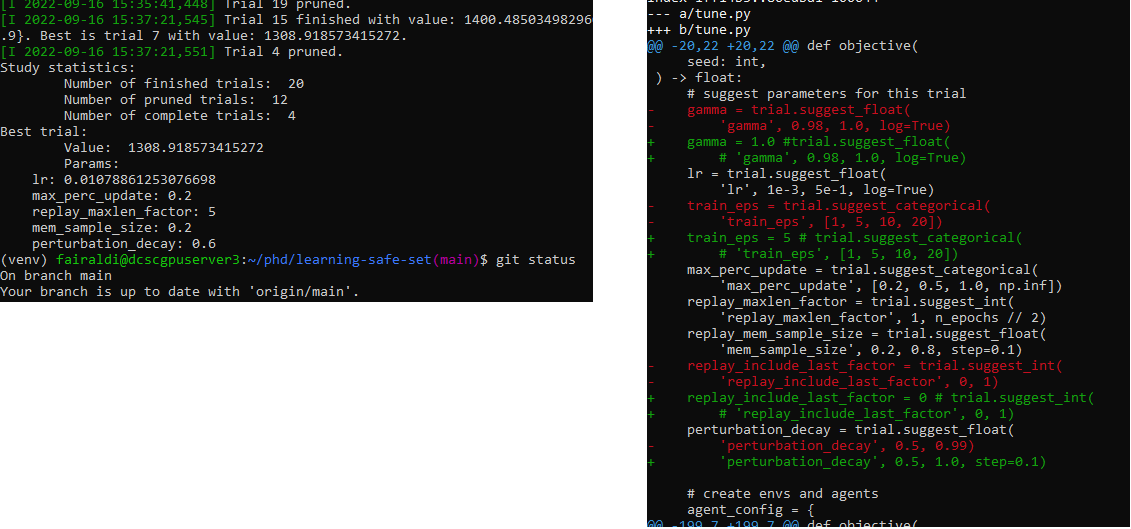 [I 2022-09-16 15:35:41,448] Trial 19 pruned.
[I 2022-09-16 15:37:21,545] Trial 15 finished with value: 1400.48503498296
.9}. Best is trial 7 with value: 1308.918573415272.
[I 2022-09-16 15:37:21,551] Trial 4 pruned.
Study statistics:
Number of finished trials:  20
Number of pruned trials:  12
Number of complete trials:  4
Best trial:
Value:  1308.918573415272
Params:
lr: 0.01078861253076698
max_perc_update: 0.2
replay_maxlen_factor: 5
mem_sample_size: 0.2
perturbation_decay: 0.6
(venv) fairaldi@dcscgpuserver3:~/phd/learning-safe-set(main)$ git status
On branch main
Your branch is up to date with 'origin/main'.
--- a/tune.py
+++ b/tune.py
@@ -20,22 +20,22 @@ def objective(
seed: int,
) -> float:
# suggest parameters for this trial
-    gamma = trial.suggest_float(
-        'gamma', 0.98, 1.0, log=True)
+    gamma = 1.0 #trial.suggest_float(
+        # 'gamma', 0.98, 1.0, log=True)
lr = trial.suggest_float(
'lr', 1e-3, 5e-1, log=True)
-    train_eps = trial.suggest_categorical(
-        'train_eps', [1, 5, 10, 20])
+    train_eps = 5 # trial.suggest_categorical(
+        # 'train_eps', [1, 5, 10, 20])
max_perc_update = trial.suggest_categorical(
'max_perc_update', [0.2, 0.5, 1.0, np.inf])
replay_maxlen_factor = trial.suggest_int(
'replay_maxlen_factor', 1, n_epochs // 2)
replay_mem_sample_size = trial.suggest_float(
'mem_sample_size', 0.2, 0.8, step=0.1)
-    replay_include_last_factor = trial.suggest_int(
-        'replay_include_last_factor', 0, 1)
+    replay_include_last_factor = 0 # trial.suggest_int(
+        # 'replay_include_last_factor', 0, 1)
perturbation_decay = trial.suggest_float(
-        'perturbation_decay', 0.5, 0.99)
+        'perturbation_decay', 0.5, 1.0, step=0.1)
# create envs and agents
agent_config = {
@@ -199,7 +199,7 @@ def objective(